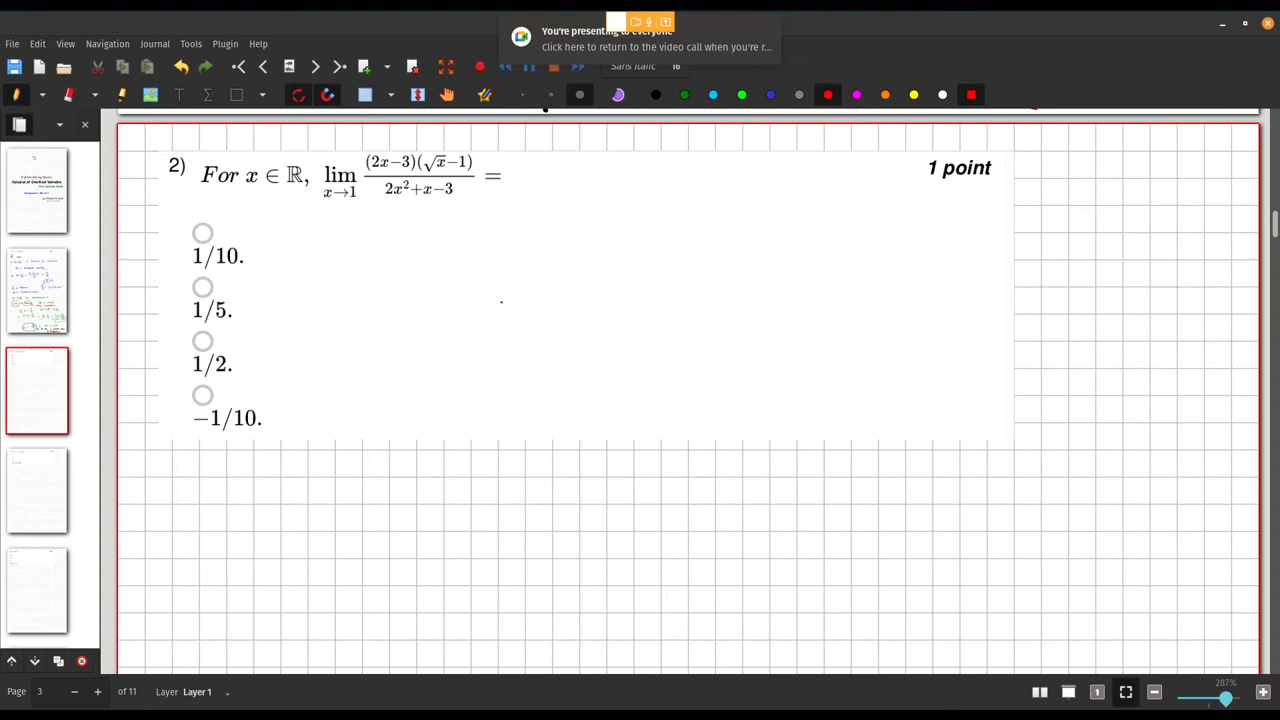 You're presenting to everyone
Click here to return to the video call when you're r...
File Edit View Navigation Journal Tools Plugin Help
Sans Italic 16
2) For x ∈ ℝ, lim x→1 (2x−3)(√x−1) / 2x²+x−3 =
1 point
1/10.
1/5.
1/2.
−1/10.
Page 3 of 11 Layer Layer 1
287%